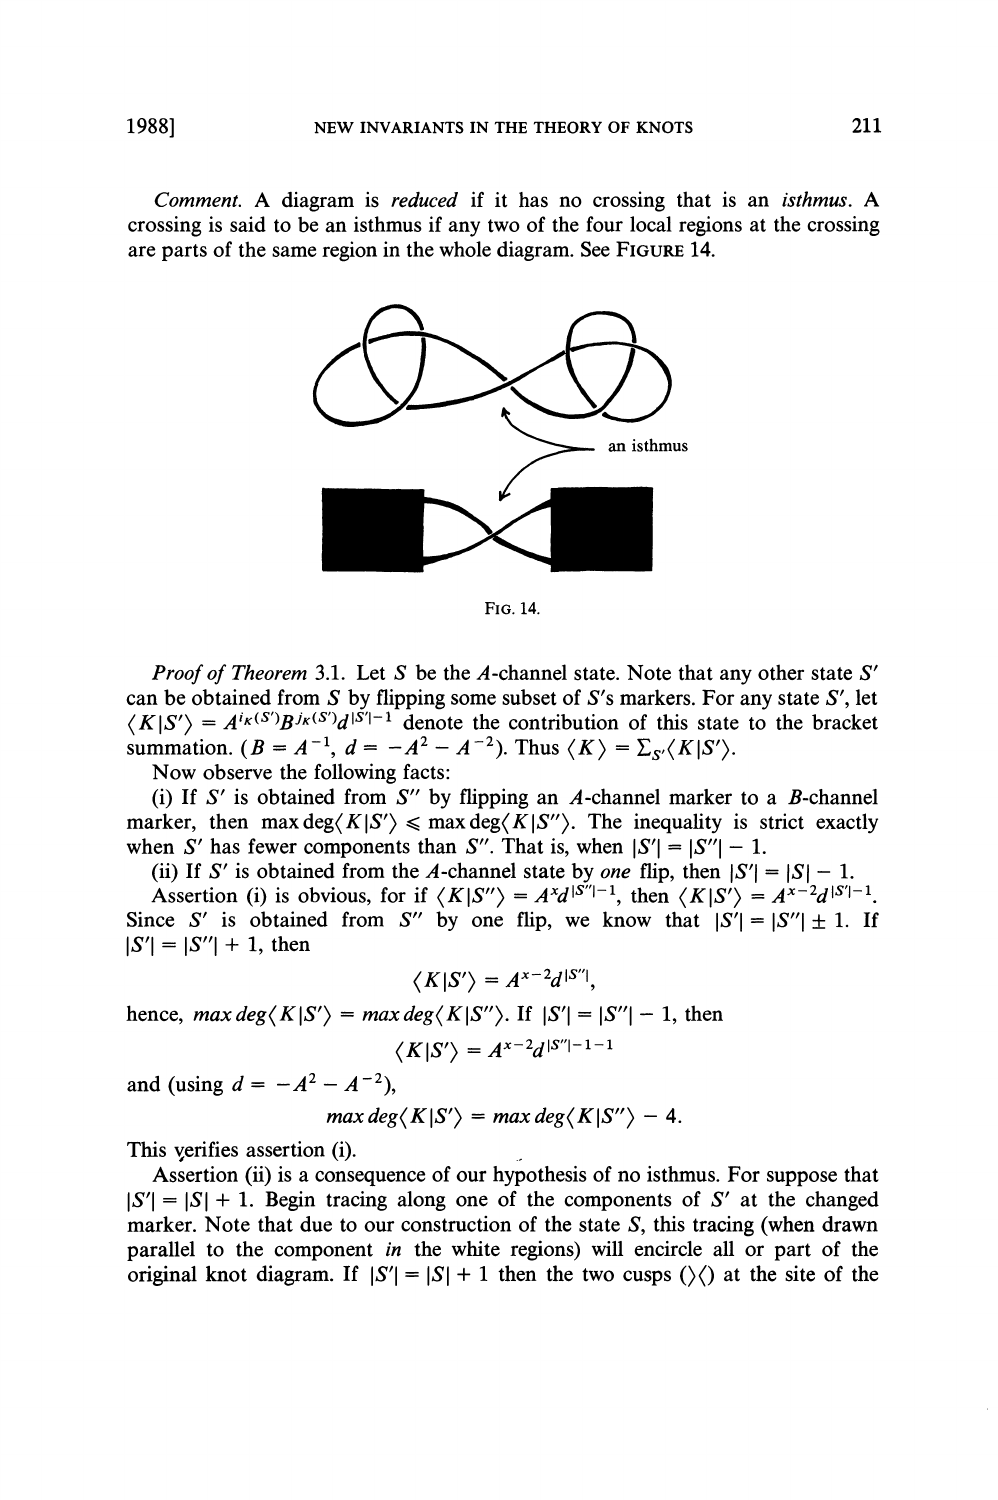 1988] NEW INVARIANTS IN THE THEORY OF KNOTS 211
Comment. A diagram is reduced if it has no crossing that is an isthmus. A
crossing is said to be an isthmus if any two of the four local regions at the crossing
are parts of the same region in the whole diagram. See FIGURE 14.
an isthmus
FIG. 14.
Proof of Theorem 3.1. Let S be the A-channel state. Note that any other state S′
can be obtained from S by flipping some subset of S's markers. For any state S′, let
⟨K|S′⟩ = A^{i_K(S′)}B^{j_K(S′)}d^{|S′|−1} denote the contribution of this state to the bracket
summation. (B = A^{−1}, d = −A² − A^{−2}). Thus ⟨K⟩ = Σ_{S′}⟨K|S′⟩.
Now observe the following facts:
(i) If S′ is obtained from S″ by flipping an A-channel marker to a B-channel
marker, then max deg⟨K|S′⟩ ⩽ max deg⟨K|S″⟩. The inequality is strict exactly
when S′ has fewer components than S″. That is, when |S′| = |S″| − 1.
(ii) If S′ is obtained from the A-channel state by one flip, then |S′| = |S| − 1.
Assertion (i) is obvious, for if ⟨K|S″⟩ = A^x d^{|S″|−1}, then ⟨K|S′⟩ = A^{x−2}d^{|S′|−1}.
Since S′ is obtained from S″ by one flip, we know that |S′| = |S″| ± 1. If
|S′| = |S″| + 1, then
⟨K|S′⟩ = A^{x−2}d^{|S″|},
hence, max deg⟨K|S′⟩ = max deg⟨K|S″⟩. If |S′| = |S″| − 1, then
⟨K|S′⟩ = A^{x−2}d^{|S″|−1−1}
and (using d = −A² − A^{−2}),
max deg⟨K|S′⟩ = max deg⟨K|S″⟩ − 4.
This verifies assertion (i).
Assertion (ii) is a consequence of our hypothesis of no isthmus. For suppose that
|S′| = |S| + 1. Begin tracing along one of the components of S′ at the changed
marker. Note that due to our construction of the state S, this tracing (when drawn
parallel to the component in the white regions) will encircle all or part of the
original knot diagram. If |S′| = |S| + 1 then the two cusps (⟩⟨) at the site of the